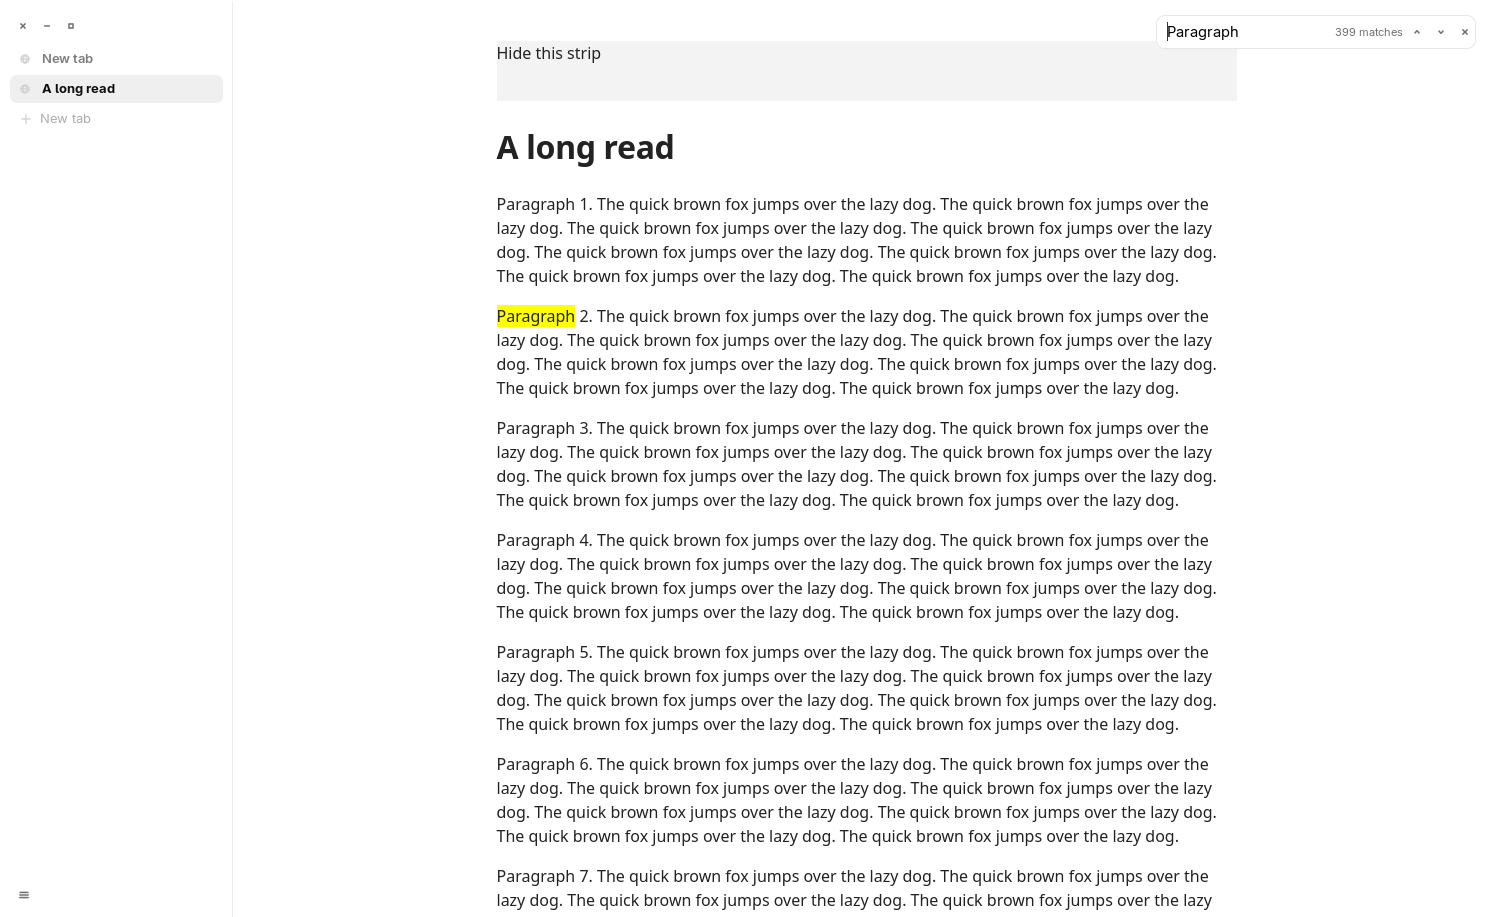 New tab
A long read
New tab
Paragraph
399 matches
Hide this strip
A long read
Paragraph 1. The quick brown fox jumps over the lazy dog. The quick brown fox jumps over the
lazy dog. The quick brown fox jumps over the lazy dog. The quick brown fox jumps over the lazy
dog. The quick brown fox jumps over the lazy dog. The quick brown fox jumps over the lazy dog.
The quick brown fox jumps over the lazy dog. The quick brown fox jumps over the lazy dog.
Paragraph 2. The quick brown fox jumps over the lazy dog. The quick brown fox jumps over the
lazy dog. The quick brown fox jumps over the lazy dog. The quick brown fox jumps over the lazy
dog. The quick brown fox jumps over the lazy dog. The quick brown fox jumps over the lazy dog.
The quick brown fox jumps over the lazy dog. The quick brown fox jumps over the lazy dog.
Paragraph 3. The quick brown fox jumps over the lazy dog. The quick brown fox jumps over the
lazy dog. The quick brown fox jumps over the lazy dog. The quick brown fox jumps over the lazy
dog. The quick brown fox jumps over the lazy dog. The quick brown fox jumps over the lazy dog.
The quick brown fox jumps over the lazy dog. The quick brown fox jumps over the lazy dog.
Paragraph 4. The quick brown fox jumps over the lazy dog. The quick brown fox jumps over the
lazy dog. The quick brown fox jumps over the lazy dog. The quick brown fox jumps over the lazy
dog. The quick brown fox jumps over the lazy dog. The quick brown fox jumps over the lazy dog.
The quick brown fox jumps over the lazy dog. The quick brown fox jumps over the lazy dog.
Paragraph 5. The quick brown fox jumps over the lazy dog. The quick brown fox jumps over the
lazy dog. The quick brown fox jumps over the lazy dog. The quick brown fox jumps over the lazy
dog. The quick brown fox jumps over the lazy dog. The quick brown fox jumps over the lazy dog.
The quick brown fox jumps over the lazy dog. The quick brown fox jumps over the lazy dog.
Paragraph 6. The quick brown fox jumps over the lazy dog. The quick brown fox jumps over the
lazy dog. The quick brown fox jumps over the lazy dog. The quick brown fox jumps over the lazy
dog. The quick brown fox jumps over the lazy dog. The quick brown fox jumps over the lazy dog.
The quick brown fox jumps over the lazy dog. The quick brown fox jumps over the lazy dog.
Paragraph 7. The quick brown fox jumps over the lazy dog. The quick brown fox jumps over the
lazy dog. The quick brown fox jumps over the lazy dog. The quick brown fox jumps over the lazy